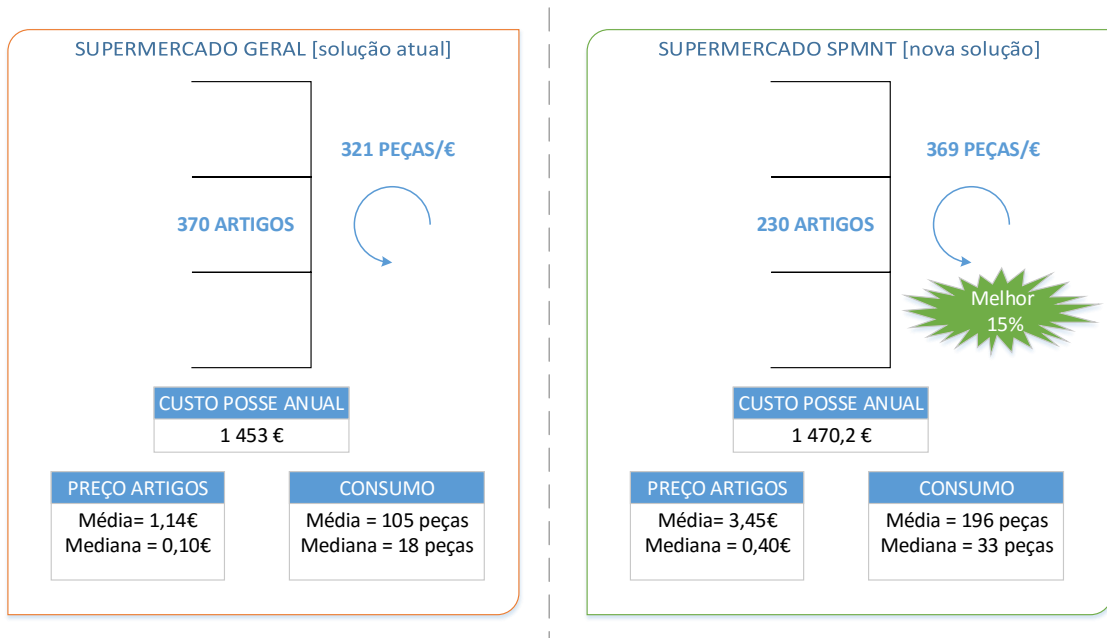 SUPERMERCADO GERAL [solução atual]
321 PEÇAS/€
370 ARTIGOS
CUSTO POSSE ANUAL
1 453 €
PREÇO ARTIGOS
Média= 1,14€
Mediana = 0,10€
CONSUMO
Média = 105 peças
Mediana = 18 peças
SUPERMERCADO SPMNT [nova solução]
369 PEÇAS/€
230 ARTIGOS
Melhor
15%
CUSTO POSSE ANUAL
1 470,2 €
PREÇO ARTIGOS
Média= 3,45€
Mediana = 0,40€
CONSUMO
Média = 196 peças
Mediana = 33 peças